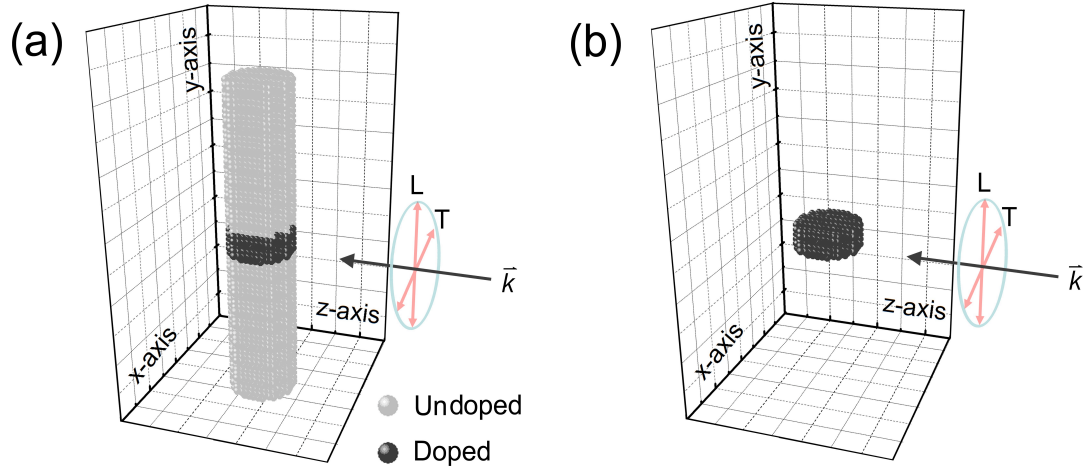 (a)
y-axis
x-axis
z-axis
L
T
k⃗
Undoped
Doped
(b)
y-axis
x-axis
z-axis
L
T
k⃗